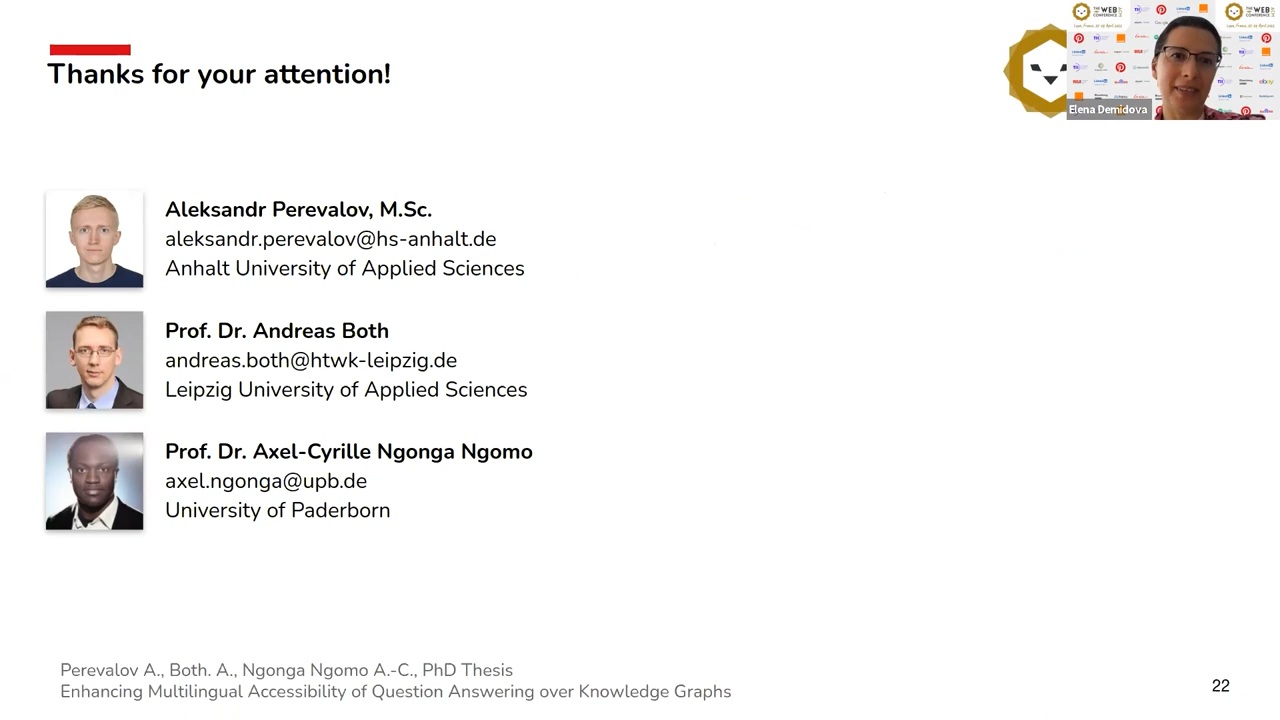 Thanks for your attention!
THE WEB CONFERENCE
Elena Demidova
Aleksandr Perevalov, M.Sc.
aleksandr.perevalov@hs-anhalt.de
Anhalt University of Applied Sciences
Prof. Dr. Andreas Both
andreas.both@htwk-leipzig.de
Leipzig University of Applied Sciences
Prof. Dr. Axel-Cyrille Ngonga Ngomo
axel.ngonga@upb.de
University of Paderborn
Perevalov A., Both. A., Ngonga Ngomo A.-C., PhD Thesis
Enhancing Multilingual Accessibility of Question Answering over Knowledge Graphs
22